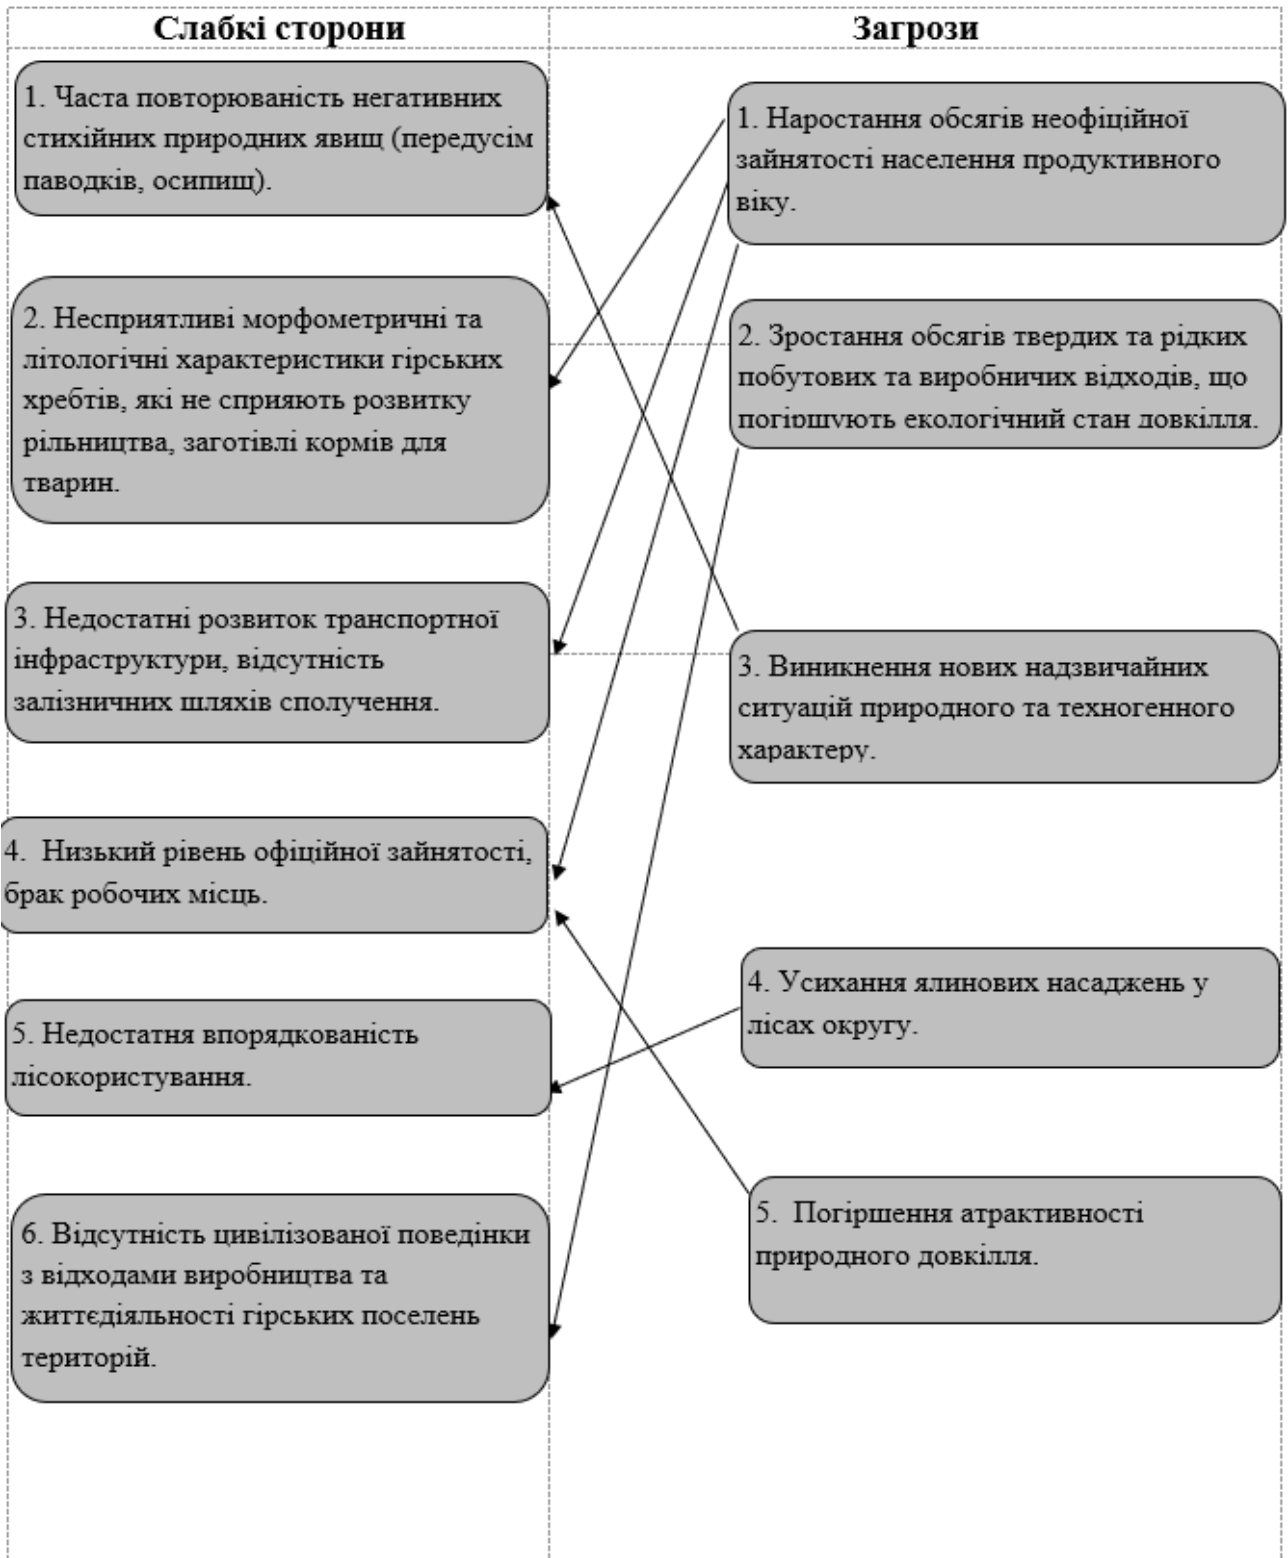 Слабкі сторони
1. Часта повторюваність негативних
стихійних природних явищ (передусім
паводків, осипищ).
2. Несприятливі морфометричні та
літологічні характеристики гірських
хребтів, які не сприяють розвитку
рільництва, заготівлі кормів для
тварин.
3. Недостатні розвиток транспортної
інфраструктури, відсутність
залізничних шляхів сполучення.
4. Низький рівень офіційної зайнятості,
брак робочих місць.
5. Недостатня впорядкованість
лісокористування.
6. Відсутність цивілізованої поведінки
з відходами виробництва та
життєдіяльності гірських поселень
територій.
Загрози
1. Наростання обсягів неофіційної
зайнятості населення продуктивного
віку.
2. Зростання обсягів твердих та рідких
побутових та виробничих відходів, що
погіршують екологічний стан довкілля.
3. Виникнення нових надзвичайних
ситуацій природного та техногенного
характеру.
4. Усихання ялинових насаджень у
лісах округу.
5. Погіршення атрактивності
природного довкілля.